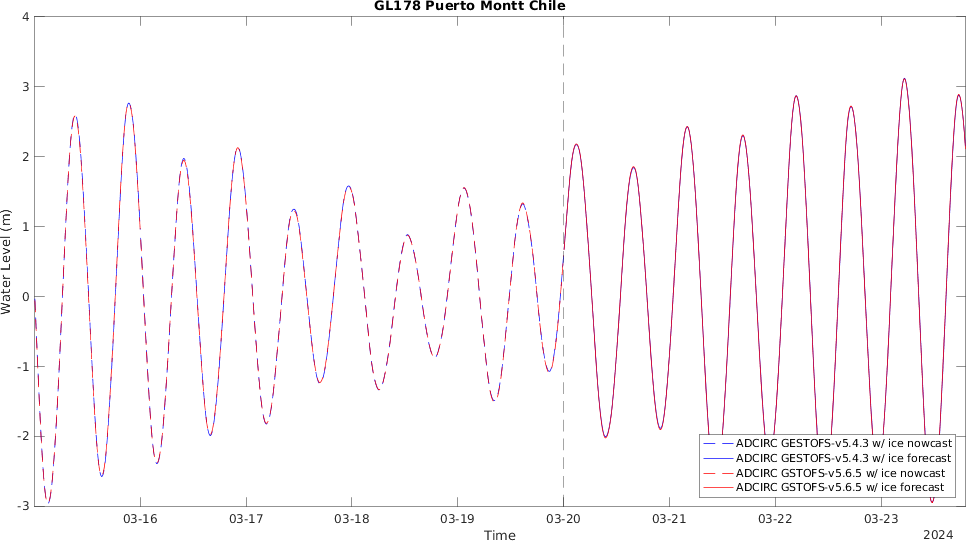 GL178 Puerto Montt Chile
4
3
2
1
0
-1
-2
-3
Water Level (m)
ADCIRC GESTOFS-v5.4.3 w/ ice nowcast
ADCIRC GESTOFS-v5.4.3 w/ ice forecast
ADCIRC GSTOFS-v5.6.5 w/ ice nowcast
ADCIRC GSTOFS-v5.6.5 w/ ice forecast
03-16 03-17 03-18 03-19 03-20 03-21 03-22 03-23
Time
2024